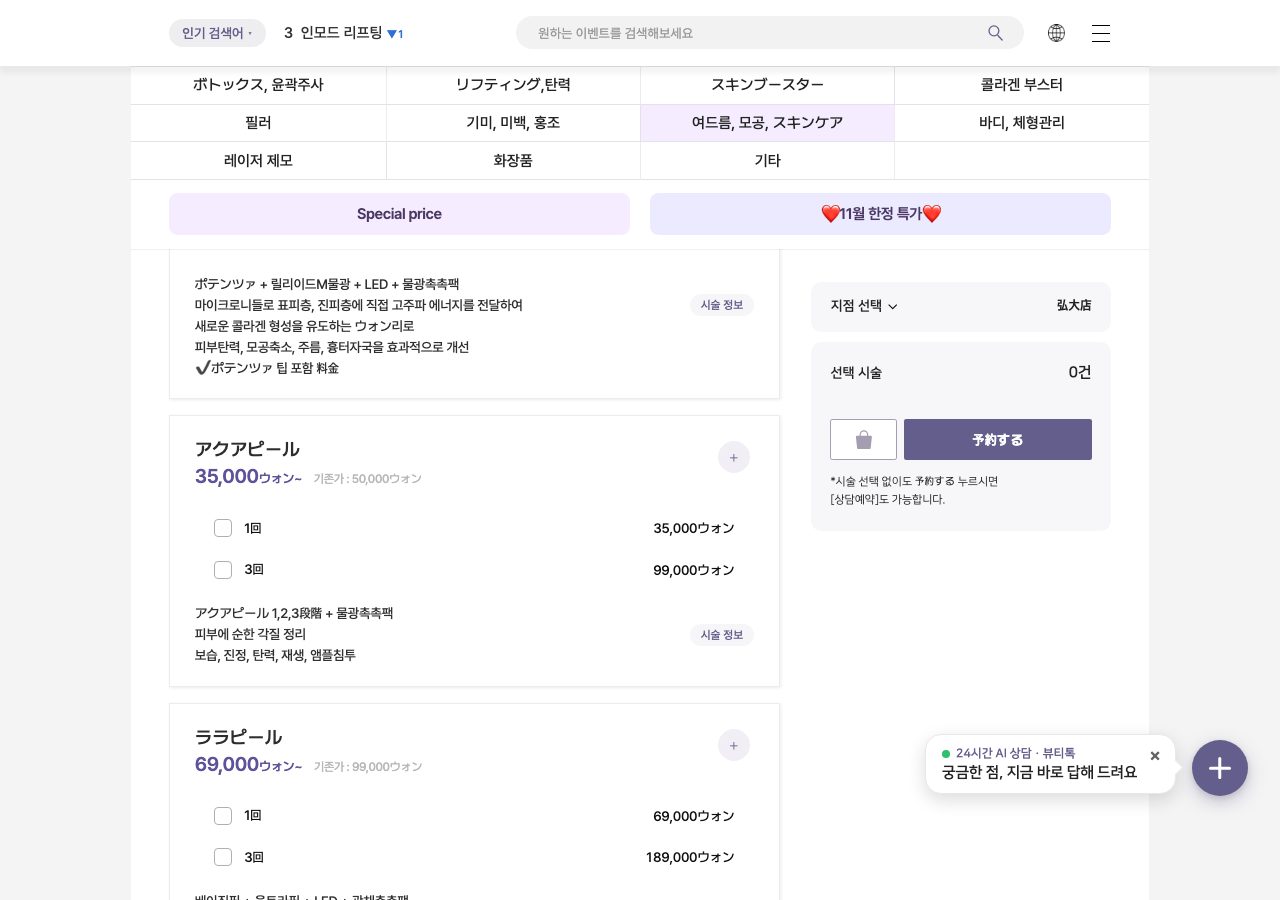 인기 검색어
3 인모드 리프팅 ▼1
원하는 이벤트를 검색해보세요
ボトックス, 윤곽주사
リフティング,탄력
スキンブースター
콜라겐 부스터
필러
기미, 미백, 홍조
여드름, 모공, スキンケア
바디, 체형관리
레이저 제모
화장품
기타
Special price
❤️11월 한정 특가❤️
ポテンツァ + 릴리이드M물광 + LED + 물광촉촉팩
마이크로니들로 표피층, 진피층에 직접 고주파 에너지를 전달하여
새로운 콜라겐 형성을 유도하는 ウォン리로
피부탄력, 모공축소, 주름, 흉터자국을 효과적으로 개선
✔️ポテンツァ 팁 포함 料金
시술 정보
지점 선택
弘大店
선택 시술
0건
予約する
*시술 선택 없이도 予約する 누르시면
[상담예약]도 가능합니다.
アクアピール
35,000ウォン~ 기존가 : 50,000ウォン
+
1回
35,000ウォン
3回
99,000ウォン
アクアピール 1,2,3段階 + 물광촉촉팩
피부에 순한 각질 정리
보습, 진정, 탄력, 재생, 앰플침투
시술 정보
ララピール
69,000ウォン~ 기존가 : 99,000ウォン
+
1回
69,000ウォン
3回
189,000ウォン
24시간 AI 상담 · 뷰티톡
궁금한 점, 지금 바로 답해 드려요
×